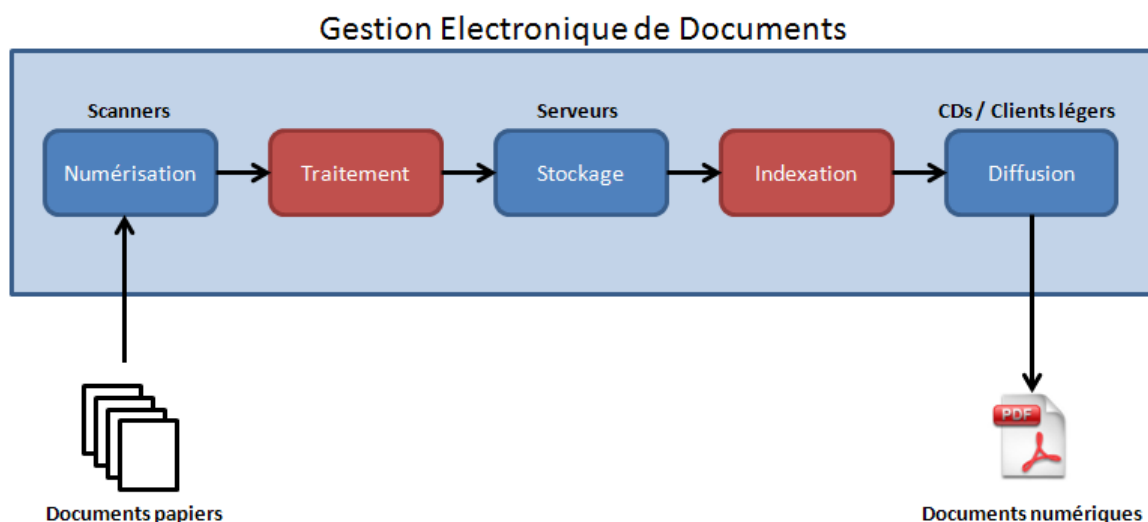 Gestion Electronique de Documents
Scanners
Serveurs
CDs / Clients légers
Numérisation
Traitement
Stockage
Indexation
Diffusion
PDF
Documents papiers
Documents numériques